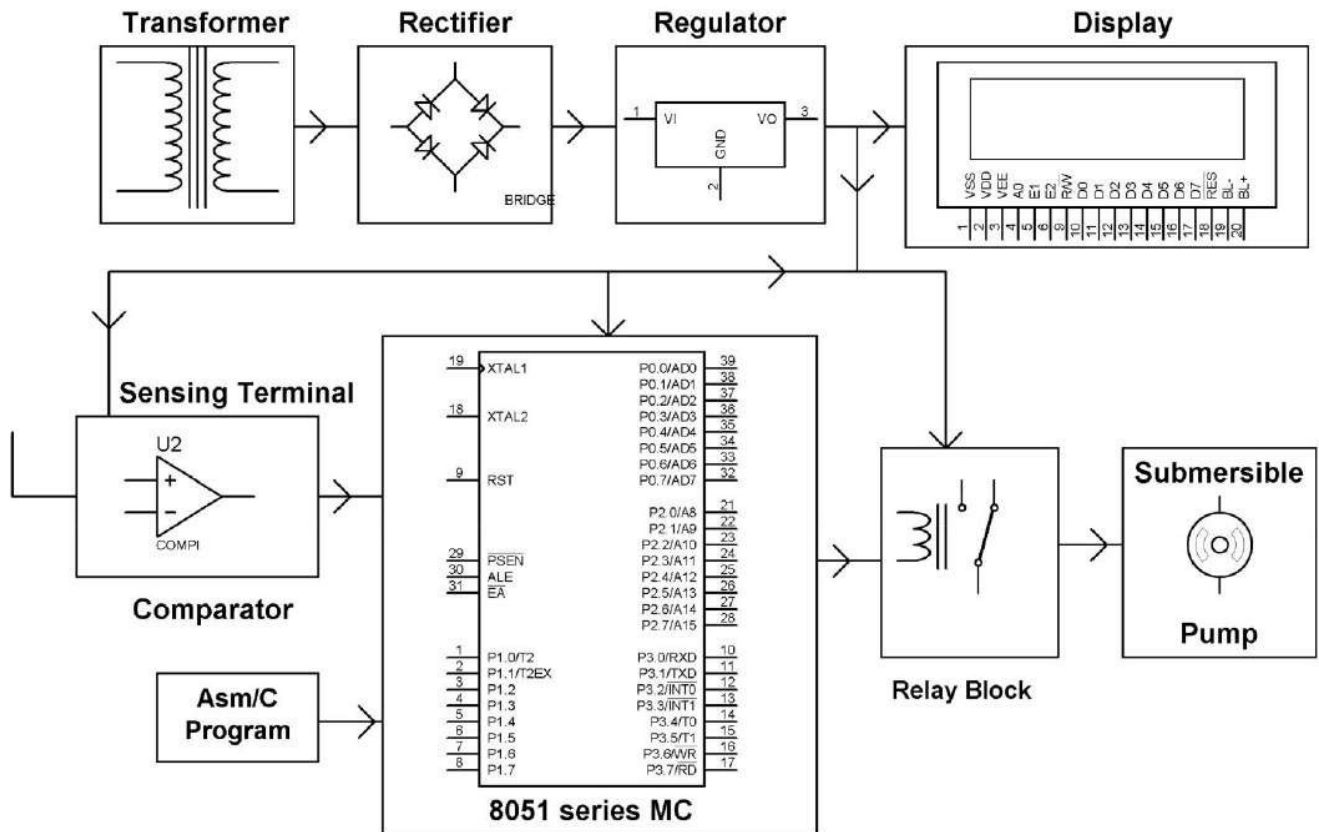 Transformer
Rectifier
Regulator
Display
BRIDGE
1
VI
VO
3
GND
2
VSS
VDD
VEE
A0
E1
E2
R/W
D0
D1
D2
D3
D4
D5
D6
D7
RES
BL-
BL+
1
2
3
4
5
6
9
10
11
12
13
14
15
16
17
18
19
20
Sensing Terminal
U2
COMPI
Comparator
Asm/C
Program
19 XTAL1
18 XTAL2
9 RST
29 PSEN
30 ALE
31 EA
1 P1.0/T2
2 P1.1/T2EX
3 P1.2
4 P1.3
5 P1.4
6 P1.5
7 P1.6
8 P1.7
P0.0/AD0 39
P0.1/AD1 38
P0.2/AD2 37
P0.3/AD3 36
P0.4/AD4 35
P0.5/AD5 34
P0.6/AD6 33
P0.7/AD7 32
P2.0/A8 21
P2.1/A9 22
P2.2/A10 23
P2.3/A11 24
P2.4/A12 25
P2.5/A13 26
P2.6/A14 27
P2.7/A15 28
P3.0/RXD 10
P3.1/TXD 11
P3.2/INT0 12
P3.3/INT1 13
P3.4/T0 14
P3.5/T1 15
P3.6/WR 16
P3.7/RD 17
8051 series MC
Relay Block
Submersible
Pump